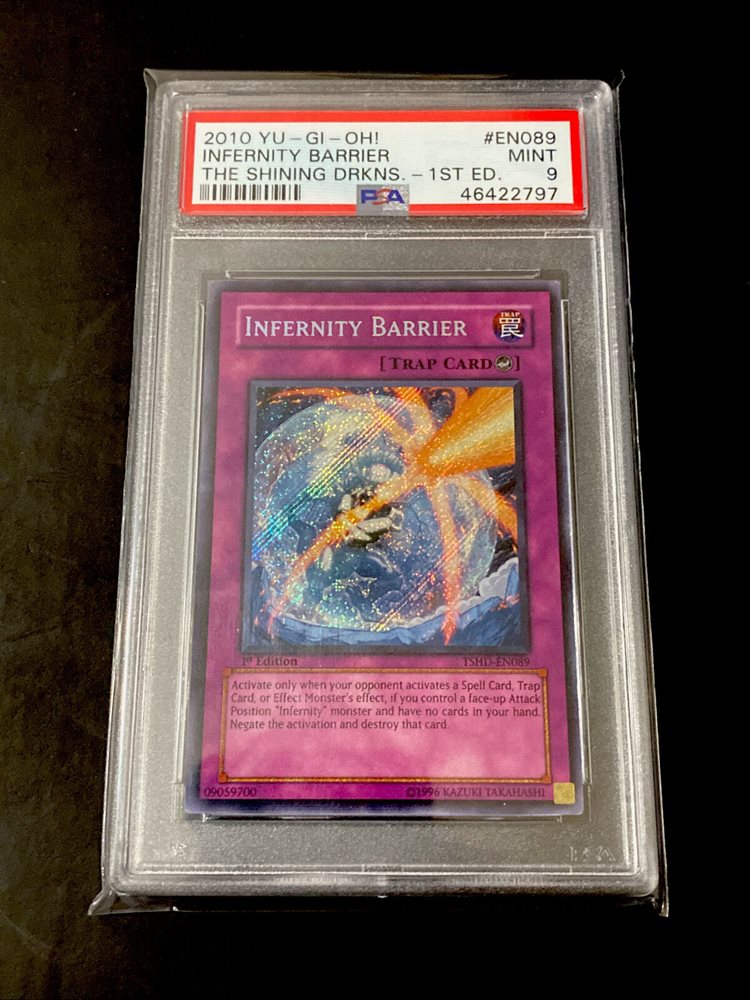 2010 YU-GI-OH! #EN089
INFERNITY BARRIER MINT
THE SHINING DRKNS.-1ST ED. 9
PSA 46422797
INFERNITY BARRIER
TRAP
罠
[TRAP CARD]
1st Edition TSHD-EN089
Activate only when your opponent activates a Spell Card, Trap
Card, or Effect Monster's effect, if you control a face-up Attack
Position "Infernity" monster and have no cards in your hand.
Negate the activation and destroy that card.
09059700 ©1996 KAZUKI TAKAHASHI